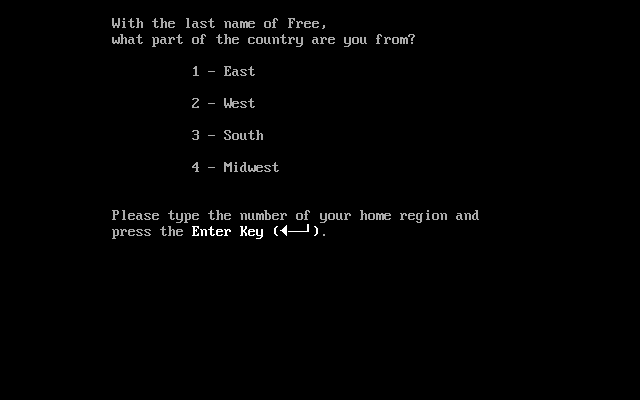 With the last name of Free,
what part of the country are you from?
1 - East
2 - West
3 - South
4 - Midwest
Please type the number of your home region and
press the Enter Key (◄──┘).